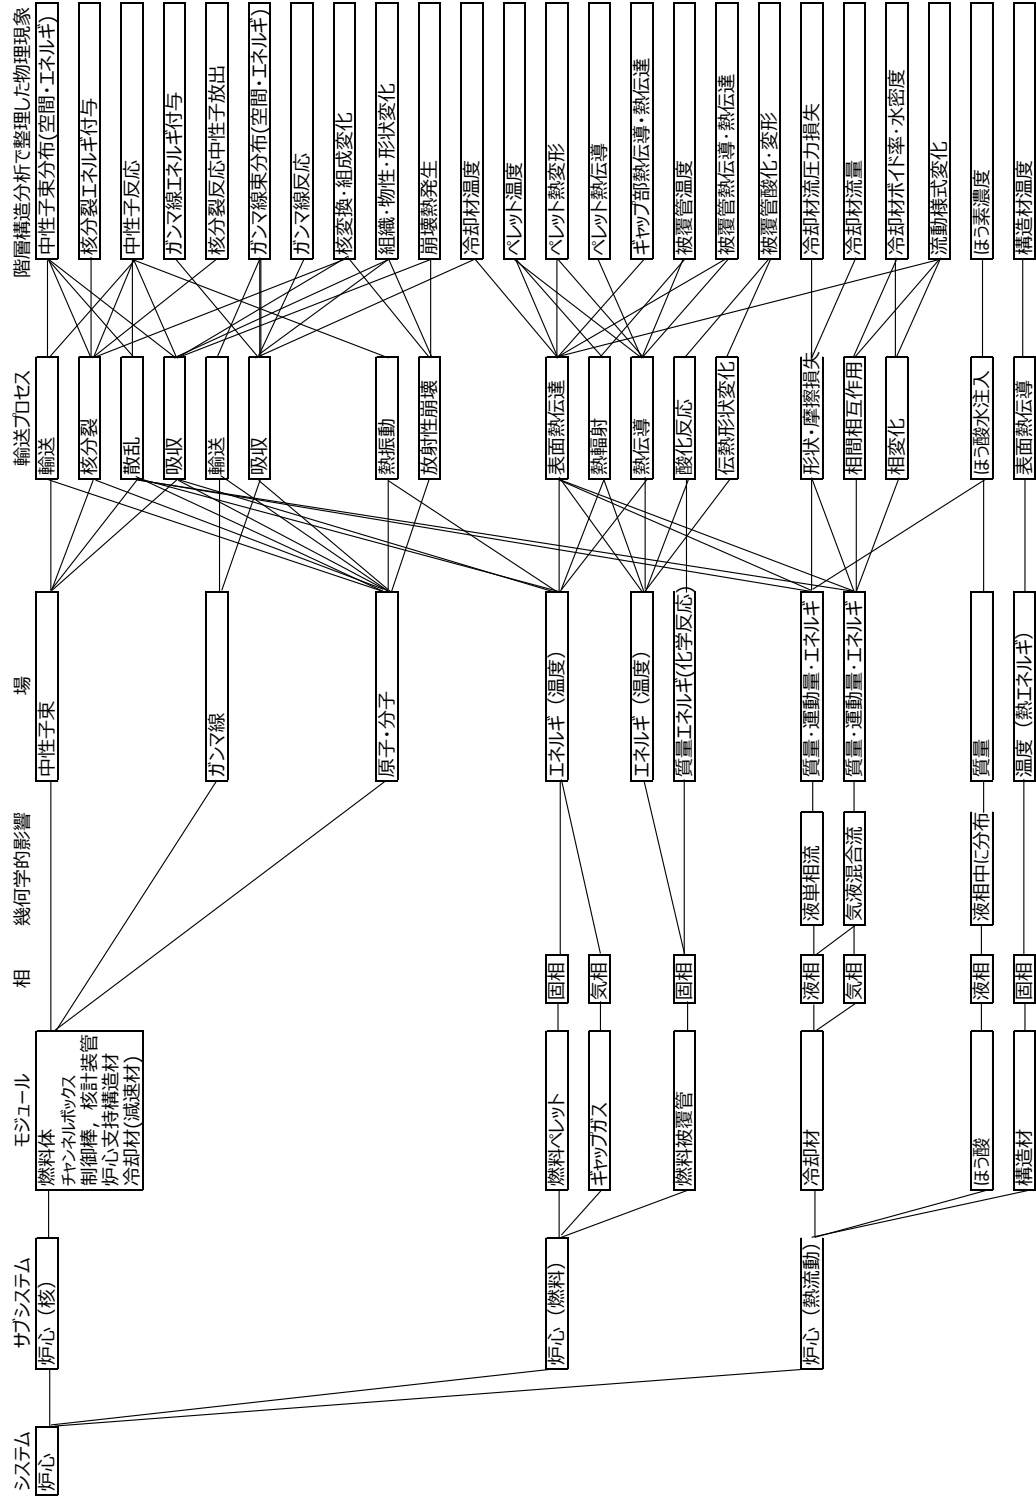 システム
サブシステム
モジュール
相
幾何学的影響
場
輸送プロセス
階層構造分析で整理した物理現象
炉心
炉心（核）
炉心（燃料）
炉心（熱流動）
燃料体
チャンネルボックス
制御棒，核計装管
炉心支持構造材
冷却材(減速材)
燃料ペレット
ギャップガス
燃料被覆管
冷却材
ほう酸
構造材
固相
気相
固相
液相
気相
液相
固相
液単相流
気液混合流
液相中に分布
中性子束
ガンマ線
原子・分子
エネルギ（温度）
エネルギ（温度）
質量エネルギ(化学反応)
質量・運動量・エネルギ
質量・運動量・エネルギ
質量
温度（熱エネルギ）
輸送
核分裂
散乱
吸収
輸送
吸収
熱振動
放射性崩壊
表面熱伝達
熱輻射
熱伝導
酸化反応
伝熱形状変化
形状・摩擦損失
相間相互作用
相変化
ほう酸水注入
表面熱伝導
中性子束分布(空間・エネルギ)
核分裂エネルギ付与
中性子反応
ガンマ線エネルギ付与
核分裂反応中性子放出
ガンマ線束分布(空間・エネルギ)
ガンマ線反応
核変換・組成変化
組織・物性・形状変化
崩壊熱発生
冷却材温度
ペレット温度
ペレット熱変形
ペレット熱伝導
ギャップ部熱伝導・熱伝達
被覆管温度
被覆管熱伝導・熱伝達
被覆管酸化・変形
冷却材流圧力損失
冷却材流量
冷却材ボイド率・水密度
流動様式変化
ほう素濃度
構造材温度